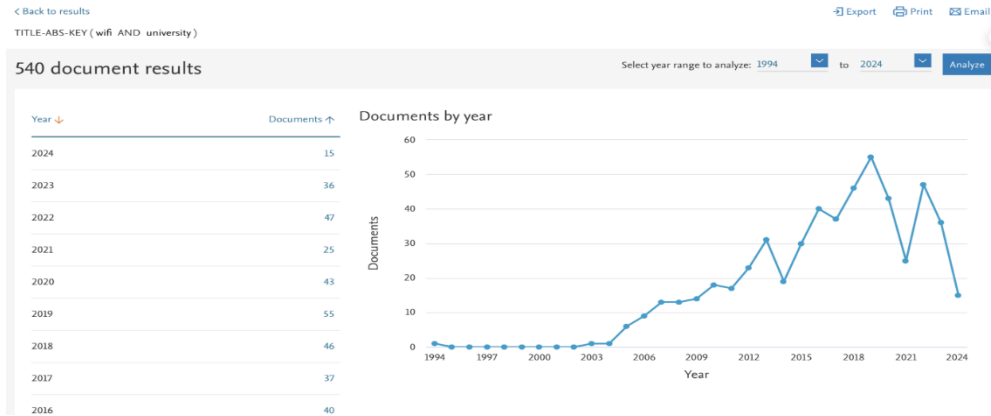 < Back to results
Export Print Email
TITLE-ABS-KEY ( wifi AND university )
540 document results
Select year range to analyze: 1994 to 2024 Analyze
Year Documents
2024 15
2023 36
2022 47
2021 25
2020 43
2019 55
2018 46
2017 37
2016 40
Documents by year
60
50
40
30
20
10
0
Documents
1994 1997 2000 2003 2006 2009 2012 2015 2018 2021 2024
Year